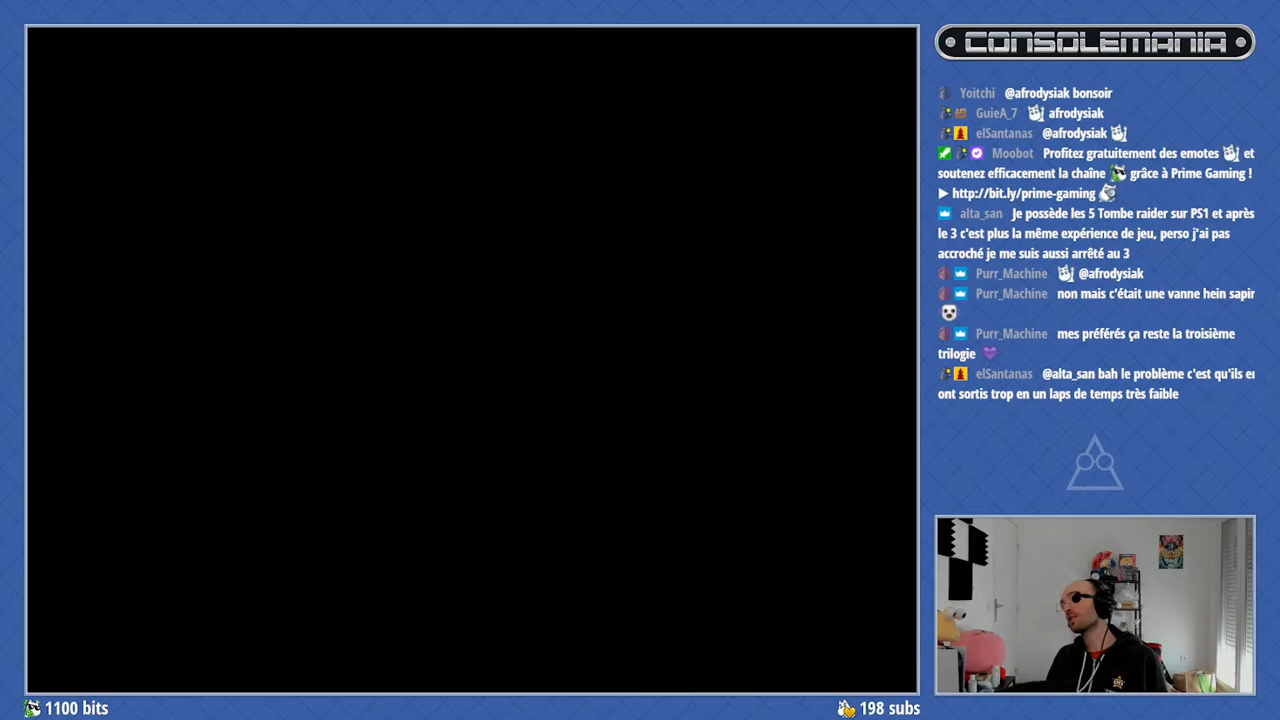 CONSOLEMANIA
Yoitchi @afrodysiak bonsoir
GuieA_7 afrodysiak
elSantanas @afrodysiak
Moobot Profitez gratuitement des emotes et
soutenez efficacement la chaîne grâce à Prime Gaming !
▶ http://bit.ly/prime-gaming
alta_san Je possède les 5 Tombe raider sur PS1 et après
le 3 c'est plus la même expérience de jeu, perso j'ai pas
accroché je me suis aussi arrêté au 3
Purr_Machine @afrodysiak
Purr_Machine non mais c'était une vanne hein sapin
Purr_Machine mes préférés ça reste la troisième
trilogie
elSantanas @alta_san bah le problème c'est qu'ils en
ont sortis trop en un laps de temps très faible
1100 bits
198 subs